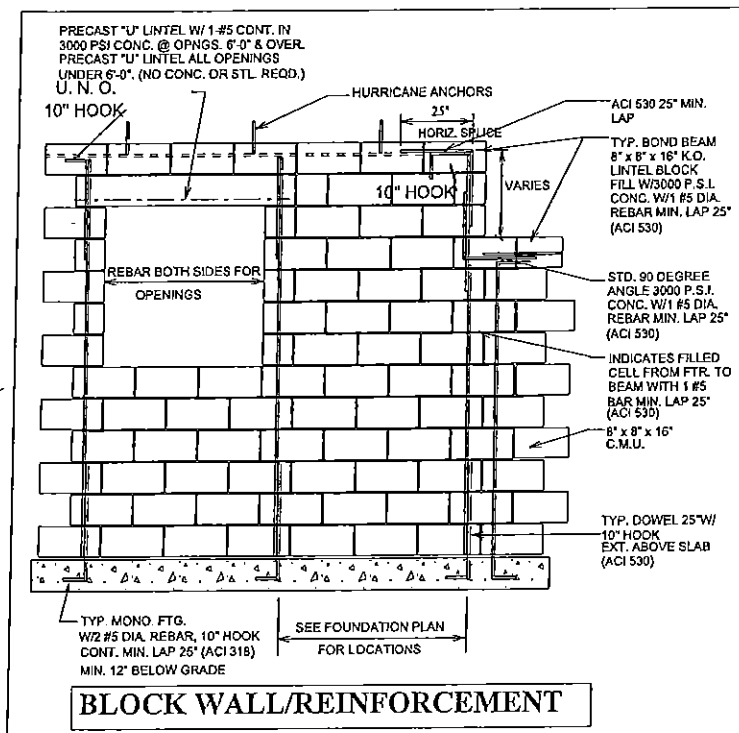 PRECAST "U" LINTEL W/ 1-#5 CONT. IN
3000 PSI CONC. @ OPNGS. 6'-0" & OVER.
PRECAST "U" LINTEL ALL OPENINGS
UNDER 6'-0". (NO CONC. OR STL. REQD.)
U. N. O.
10" HOOK
HURRICANE ANCHORS
25"
HORIZ. SPLICE
10" HOOK
VARIES
ACI 530 25" MIN.
LAP
TYP. BOND BEAM
8" x 8" x 16" K.O.
LINTEL BLOCK
FILL W/3000 P.S.I.
CONC. W/1 #5 DIA.
REBAR MIN. LAP 25"
(ACI 530)
REBAR BOTH SIDES FOR
OPENINGS
STD. 90 DEGREE
ANGLE 3000 P.S.I.
CONC. W/1 #5 DIA.
REBAR MIN. LAP 25"
(ACI 530)
INDICATES FILLED
CELL FROM FTR. TO
BEAM WITH 1 #5
BAR MIN. LAP 25"
(ACI 530)
8" x 8" x 16"
C.M.U.
TYP. DOWEL 25"W/
10" HOOK
EXT. ABOVE SLAB
(ACI 530)
TYP. MONO. FTG.
W/2 #5 DIA. REBAR, 10" HOOK
CONT. MIN. LAP 25" (ACI 318)
MIN. 12" BELOW GRADE
SEE FOUNDATION PLAN
FOR LOCATIONS
BLOCK WALL/REINFORCEMENT